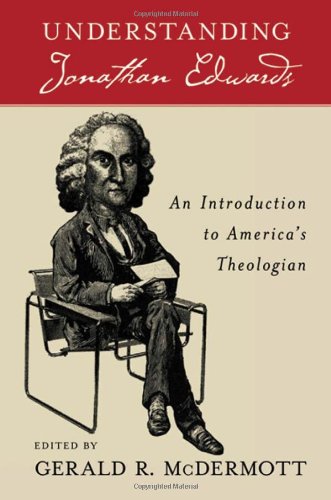 UNDERSTANDING
Jonathan Edwards
An Introduction
to America's
Theologian
EDITED BY
GERALD R. McDERMOTT